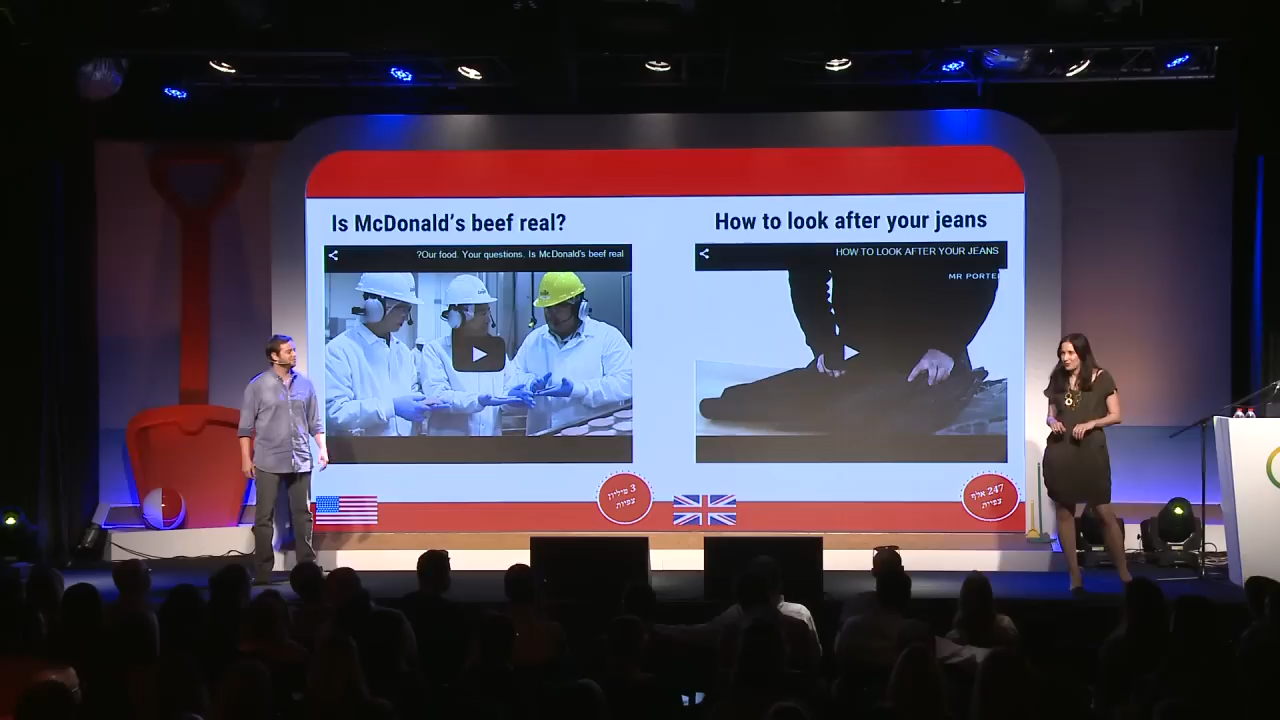 Is McDonald's beef real?
?Our food. Your questions. Is McDonald's beef real
3 מיליון
צפיות
How to look after your jeans
HOW TO LOOK AFTER YOUR JEANS
MR PORTE
247 אלף
צפיות